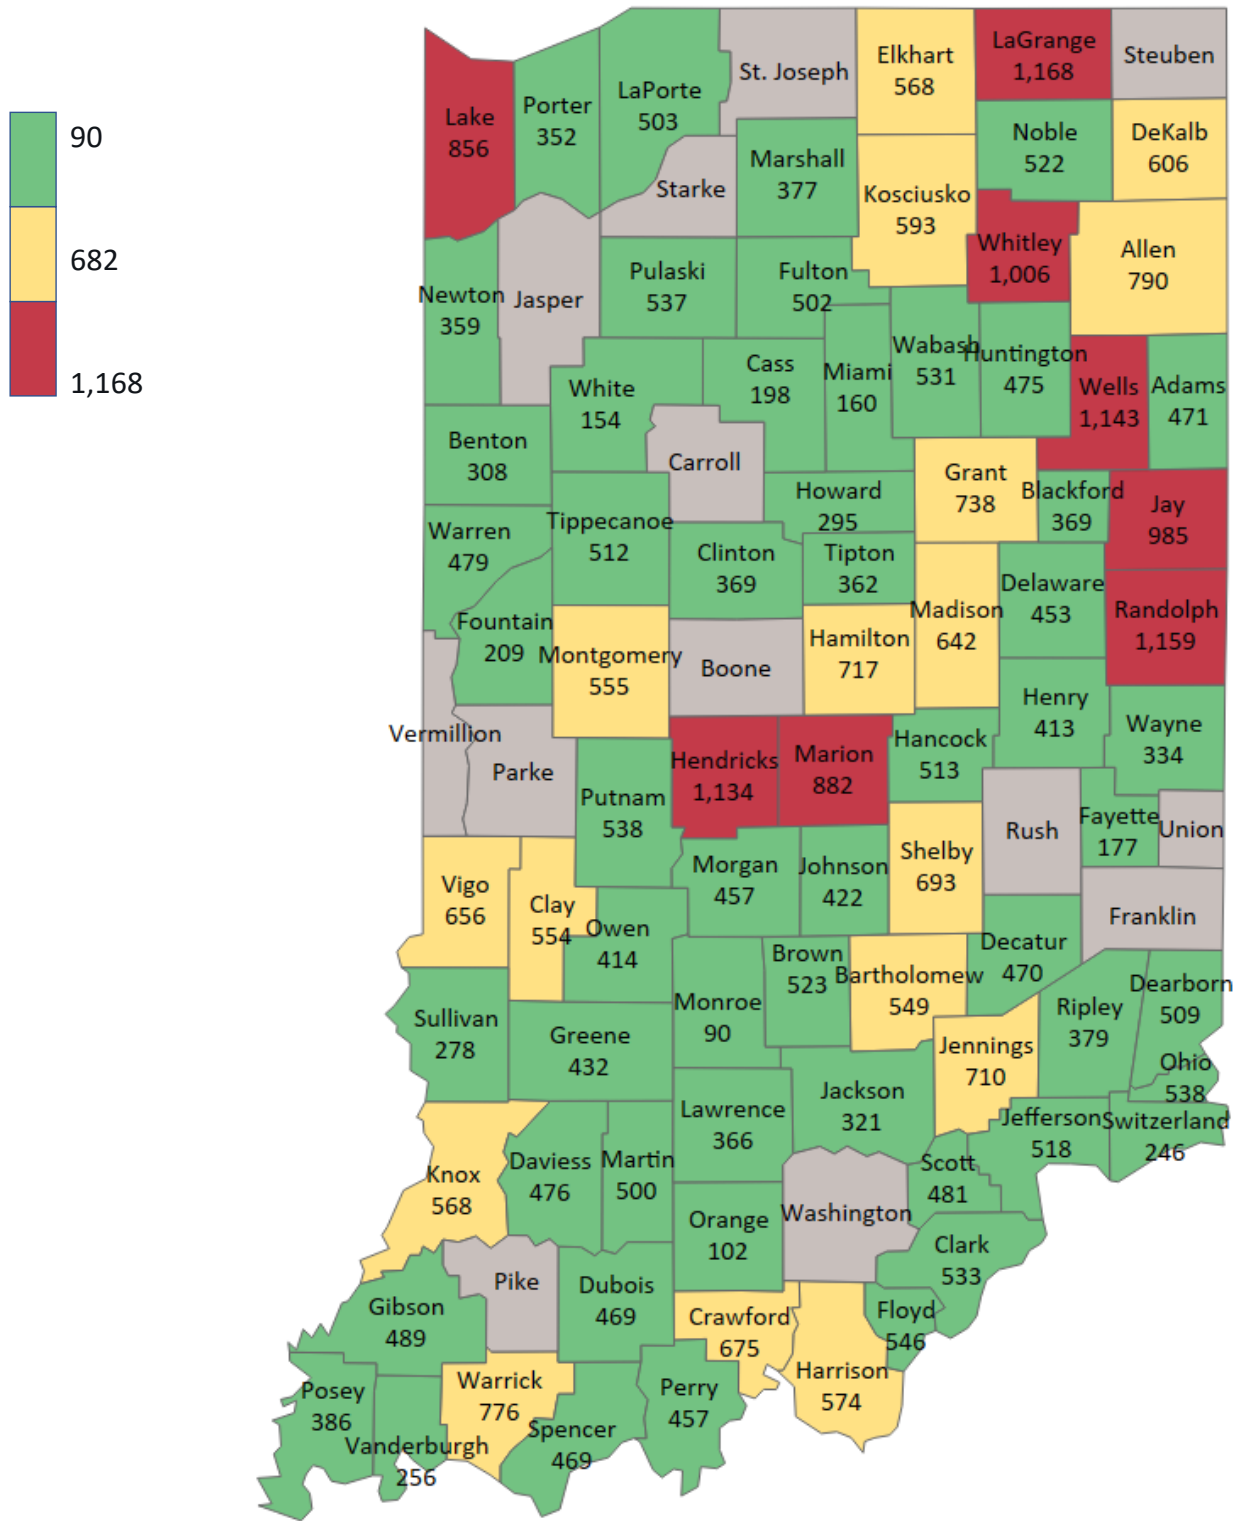 90
682
1,168
Lake
856
Porter
352
LaPorte
503
St. Joseph
Elkhart
568
LaGrange
1,168
Steuben
Starke
Marshall
377
Kosciusko
593
Noble
522
DeKalb
606
Whitley
1,006
Allen
790
Newton
359
Jasper
Pulaski
537
Fulton
502
White
154
Cass
198
Miami
160
Wabash
531
Huntington
475
Wells
1,143
Adams
471
Benton
308
Carroll
Howard
295
Grant
738
Blackford
369
Jay
985
Warren
479
Tippecanoe
512
Clinton
369
Tipton
362
Madison
642
Delaware
453
Randolph
1,159
Fountain
209
Montgomery
555
Boone
Hamilton
717
Henry
413
Wayne
334
Vermillion
Parke
Putnam
538
Hendricks
1,134
Marion
882
Hancock
513
Rush
Fayette
177
Union
Vigo
656
Clay
554
Owen
414
Morgan
457
Johnson
422
Shelby
693
Franklin
Sullivan
278
Greene
432
Monroe
90
Brown
523
Bartholomew
549
Decatur
470
Jennings
710
Ripley
379
Dearborn
509
Ohio
538
Lawrence
366
Jackson
321
Jefferson
518
Switzerland
246
Knox
568
Daviess
476
Martin
500
Orange
102
Washington
Scott
481
Clark
533
Gibson
489
Pike
Dubois
469
Crawford
675
Harrison
574
Floyd
546
Posey
386
Vanderburgh
256
Warrick
776
Spencer
469
Perry
457